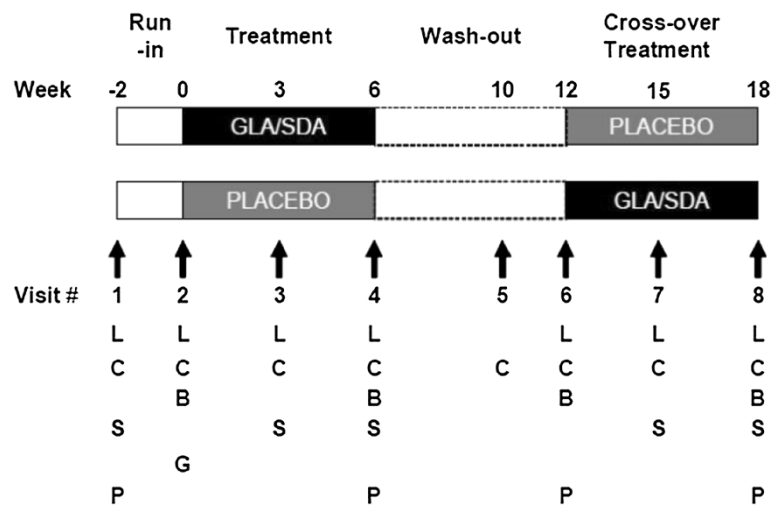 Run
-in Treatment Wash-out Cross-over
Treatment
Week -2 0 3 6 10 12 15 18
GLA/SDA PLACEBO
PLACEBO GLA/SDA
Visit # 1 2 3 4 5 6 7 8
L L L L L L L
C C C C C C C C
B B B B
S S S S S
G
P P P P